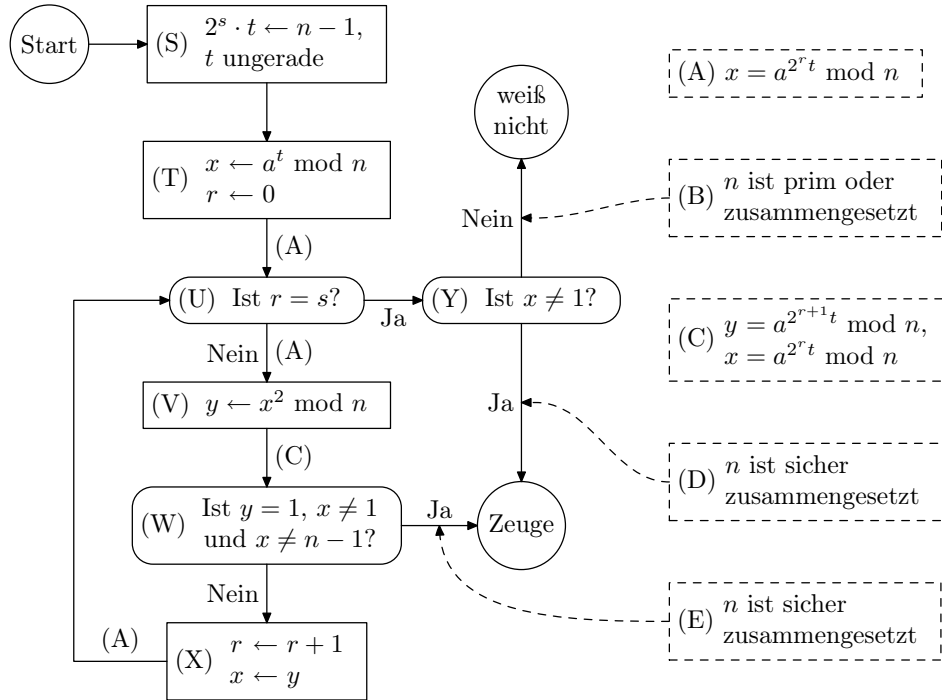 Start
(S) 2^s · t ← n − 1,
t ungerade
(T) x ← a^t mod n
r ← 0
(A)
(U) Ist r = s?
Ja
Nein
(A)
(V) y ← x^2 mod n
(C)
(W) Ist y = 1, x ≠ 1
und x ≠ n − 1?
Ja
Nein
(X) r ← r + 1
x ← y
(A)
weiß
nicht
Nein
(Y) Ist x ≠ 1?
Ja
Zeuge
(A) x = a^{2^r t} mod n
(B) n ist prim oder
zusammengesetzt
(C) y = a^{2^{r+1} t} mod n,
x = a^{2^r t} mod n
(D) n ist sicher
zusammengesetzt
(E) n ist sicher
zusammengesetzt